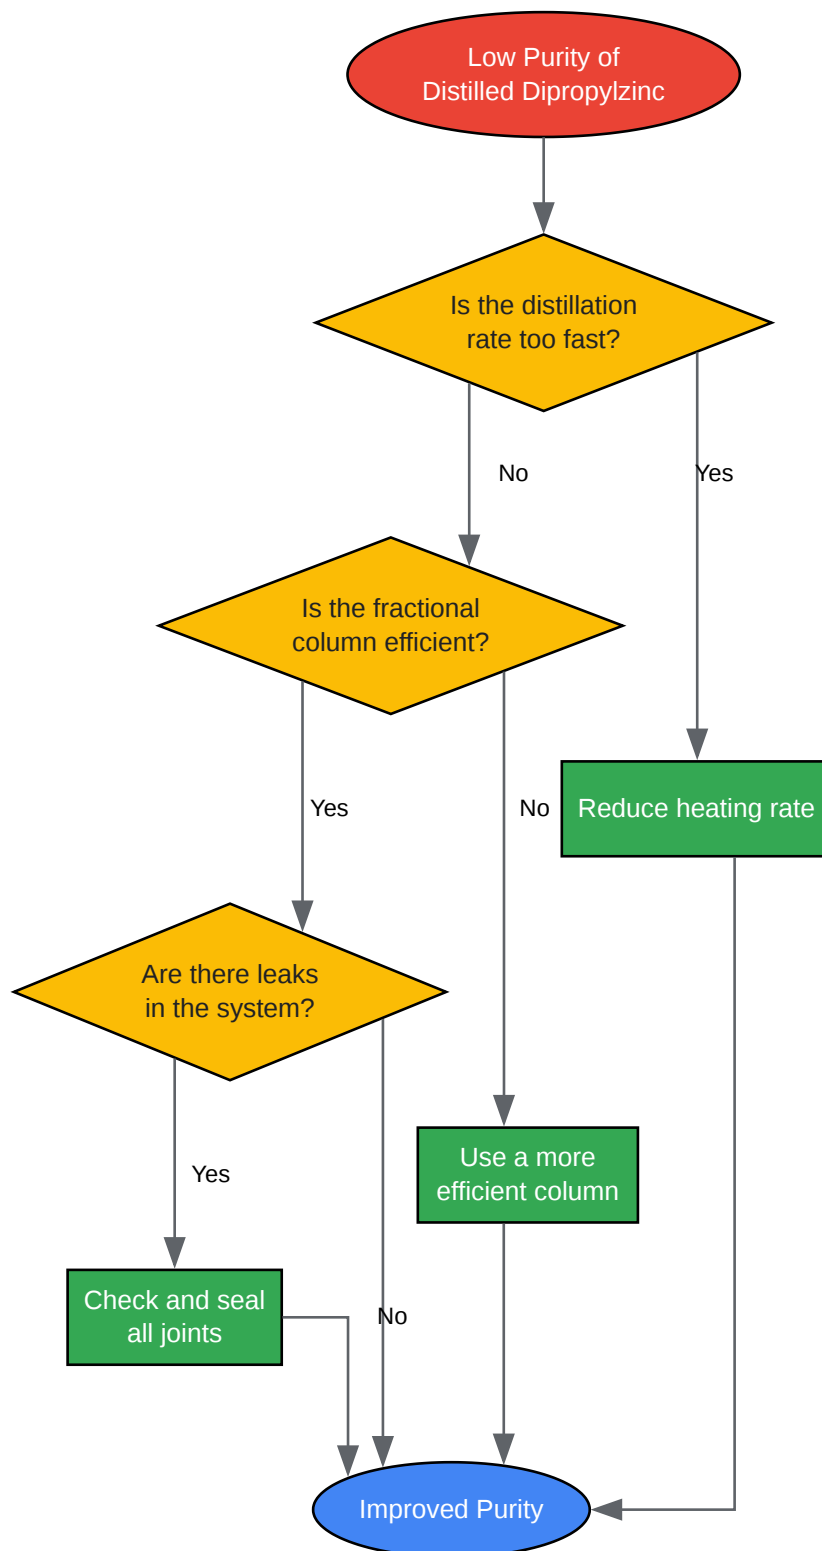 Low Purity of
Distilled Dipropylzinc
Is the distillation
rate too fast?
No
Yes
Is the fractional
column efficient?
Yes
No
Reduce heating rate
Are there leaks
in the system?
Yes
Use a more
efficient column
Check and seal
all joints
No
Improved Purity